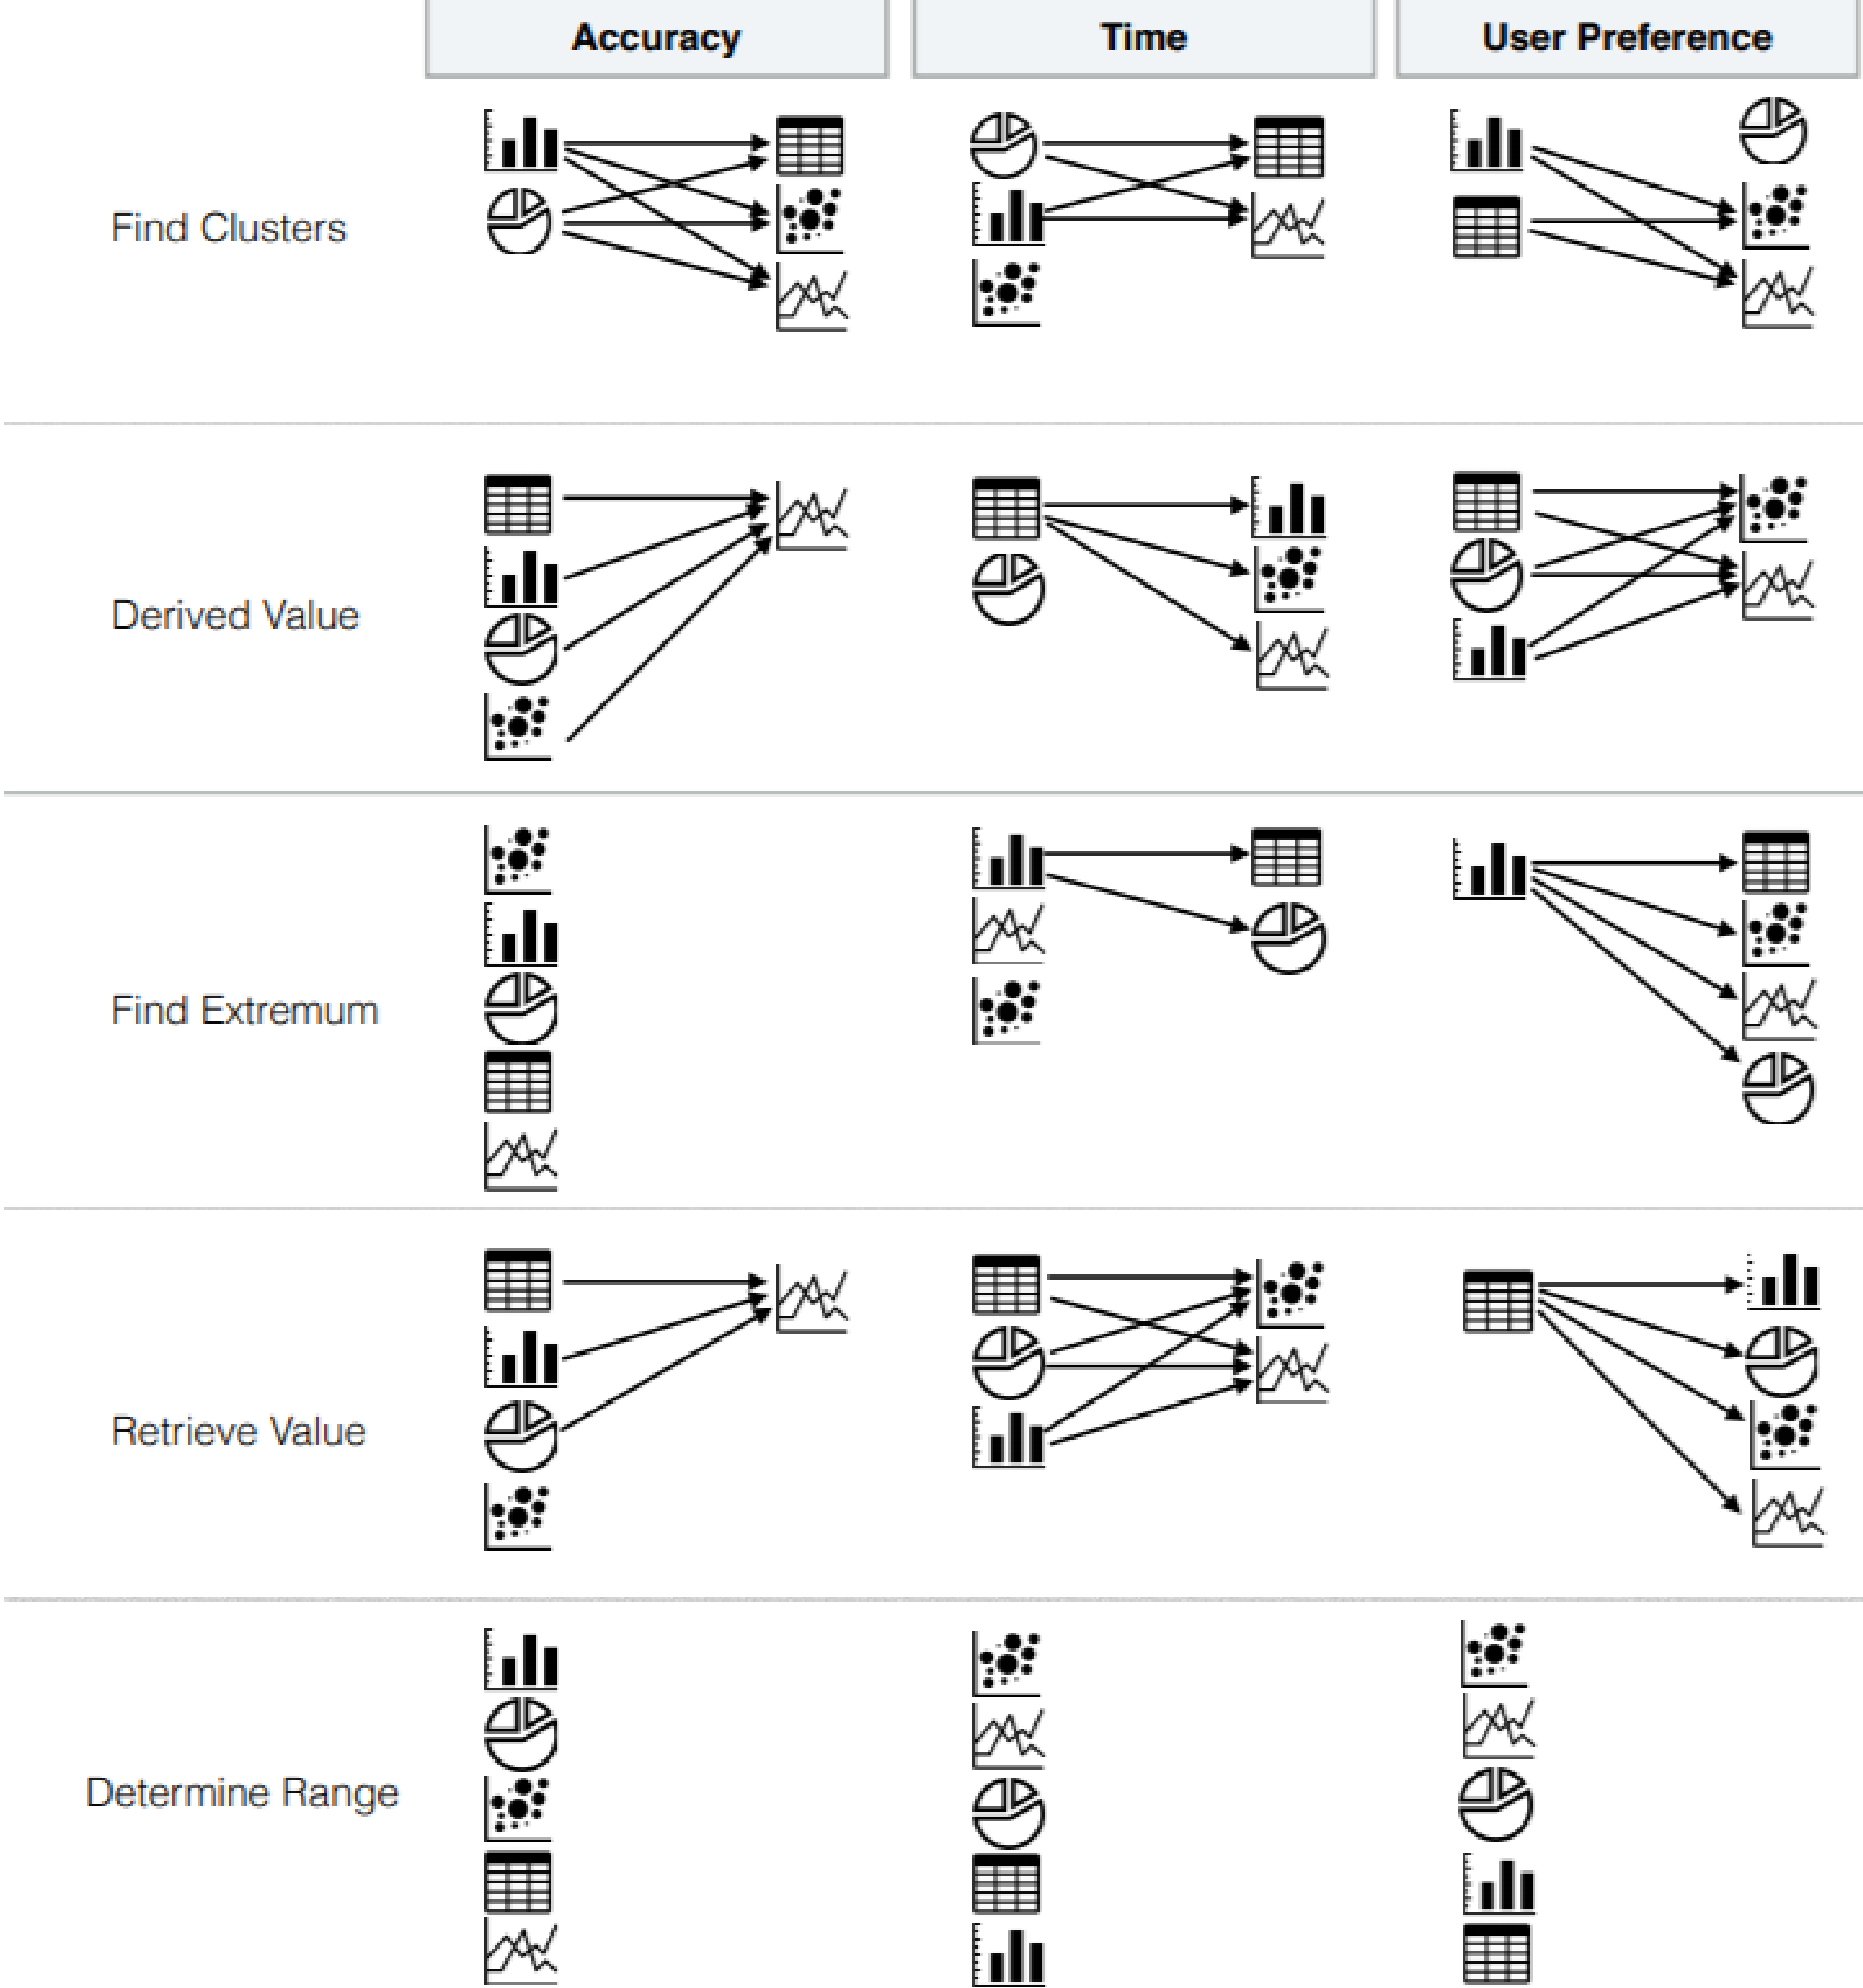 Accuracy
Time
User Preference
Find Clusters
Derived Value
Find Extremum
Retrieve Value
Determine Range